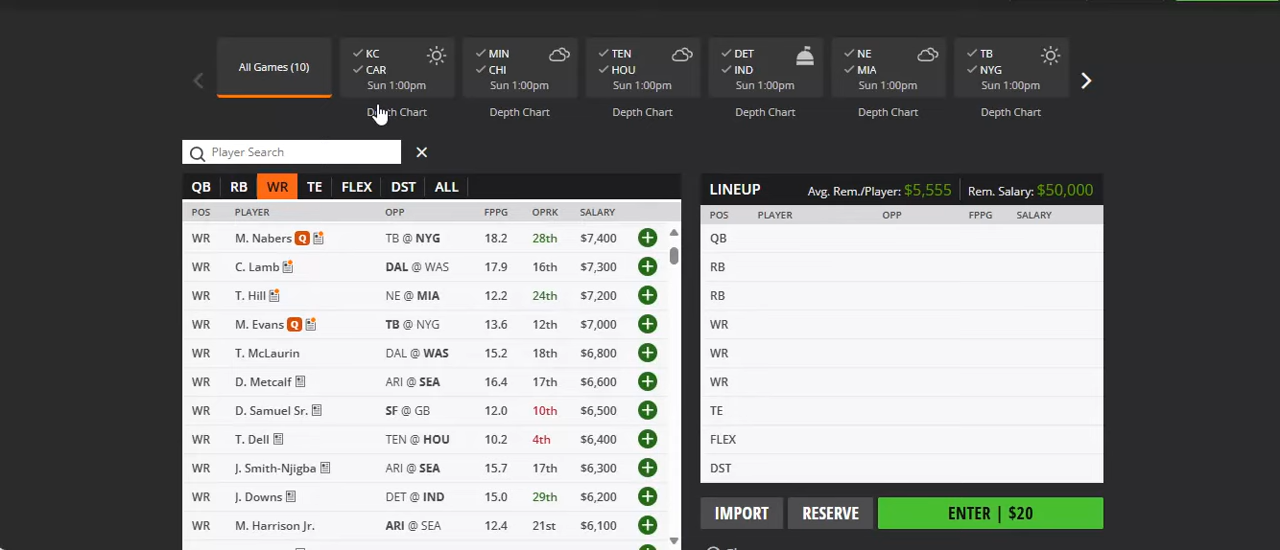 All Games (10)
KC
CAR
Sun 1:00pm
Depth Chart
MIN
CHI
Sun 1:00pm
Depth Chart
TEN
HOU
Sun 1:00pm
Depth Chart
DET
IND
Sun 1:00pm
Depth Chart
NE
MIA
Sun 1:00pm
Depth Chart
TB
NYG
Sun 1:00pm
Depth Chart
Player Search
QB RB WR TE FLEX DST ALL
POS PLAYER OPP FPPG OPRK SALARY
WR M. Nabers Q TB @ NYG 18.2 28th $7,400
WR C. Lamb DAL @ WAS 17.9 16th $7,300
WR T. Hill NE @ MIA 12.2 24th $7,200
WR M. Evans Q TB @ NYG 13.6 12th $7,000
WR T. McLaurin DAL @ WAS 15.2 18th $6,800
WR D. Metcalf ARI @ SEA 16.4 17th $6,600
WR D. Samuel Sr. SF @ GB 12.0 10th $6,500
WR T. Dell TEN @ HOU 10.2 4th $6,400
WR J. Smith-Njigba ARI @ SEA 15.7 17th $6,300
WR J. Downs DET @ IND 15.0 29th $6,200
WR M. Harrison Jr. ARI @ SEA 12.4 21st $6,100
LINEUP Avg. Rem./Player: $5,555 Rem. Salary: $50,000
POS PLAYER OPP FPPG SALARY
QB
RB
RB
WR
WR
WR
TE
FLEX
DST
IMPORT RESERVE ENTER | $20